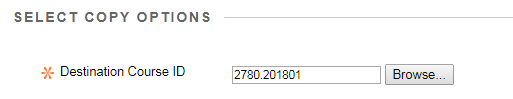 SELECT COPY OPTIONS
Destination Course ID 2780.201801 Browse...